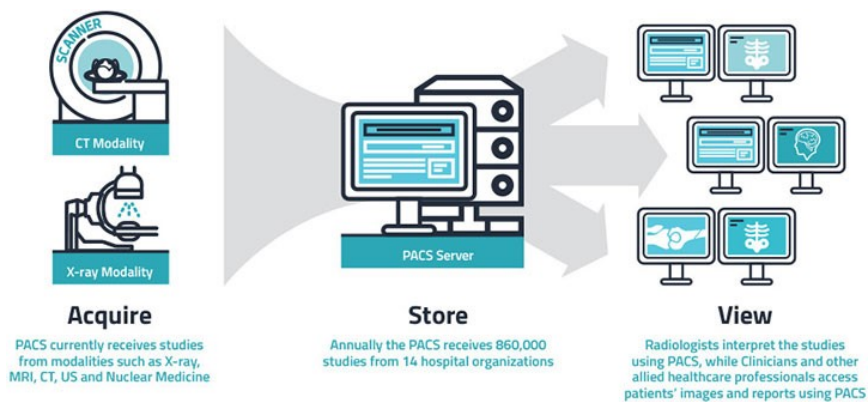 SCANNER
CT Modality
X-ray Modality
PACS Server
Acquire
PACS currently receives studies
from modalities such as X-ray,
MRI, CT, US and Nuclear Medicine
Store
Annually the PACS receives 860,000
studies from 14 hospital organizations
View
Radiologists interpret the studies
using PACS, while Clinicians and other
allied healthcare professionals access
patients' images and reports using PACS